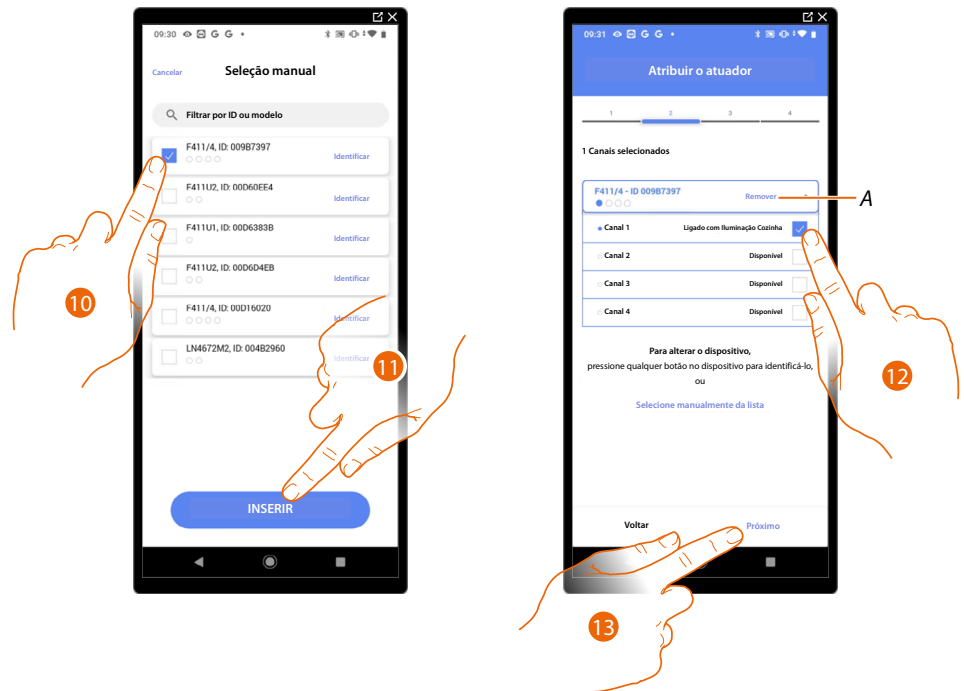 09:30 G G
Cancelar
Seleção manual
Filtrar por ID ou modelo
F411/4, ID: 009B7397
Identificar
F411U2, ID: 00D60EE4
Identificar
F411U1, ID: 00D6383B
Identificar
F411U2, ID: 00D6D4EB
Identificar
F411/4, ID: 00D16020
Identificar
LN4672M2, ID: 004B2960
Identificar
INSERIR
10
11
09:31 G G
Atribuir o atuador
1 2 3 4
1 Canais selecionados
F411/4 - ID 009B7397
Remover
A
Canal 1 Ligado com Iluminação Cozinha
Canal 2 Disponível
Canal 3 Disponível
Canal 4 Disponível
Para alterar o dispositivo,
pressione qualquer botão no dispositivo para identificá-lo,
ou
Selecione manualmente da lista
Voltar Próximo
12
13